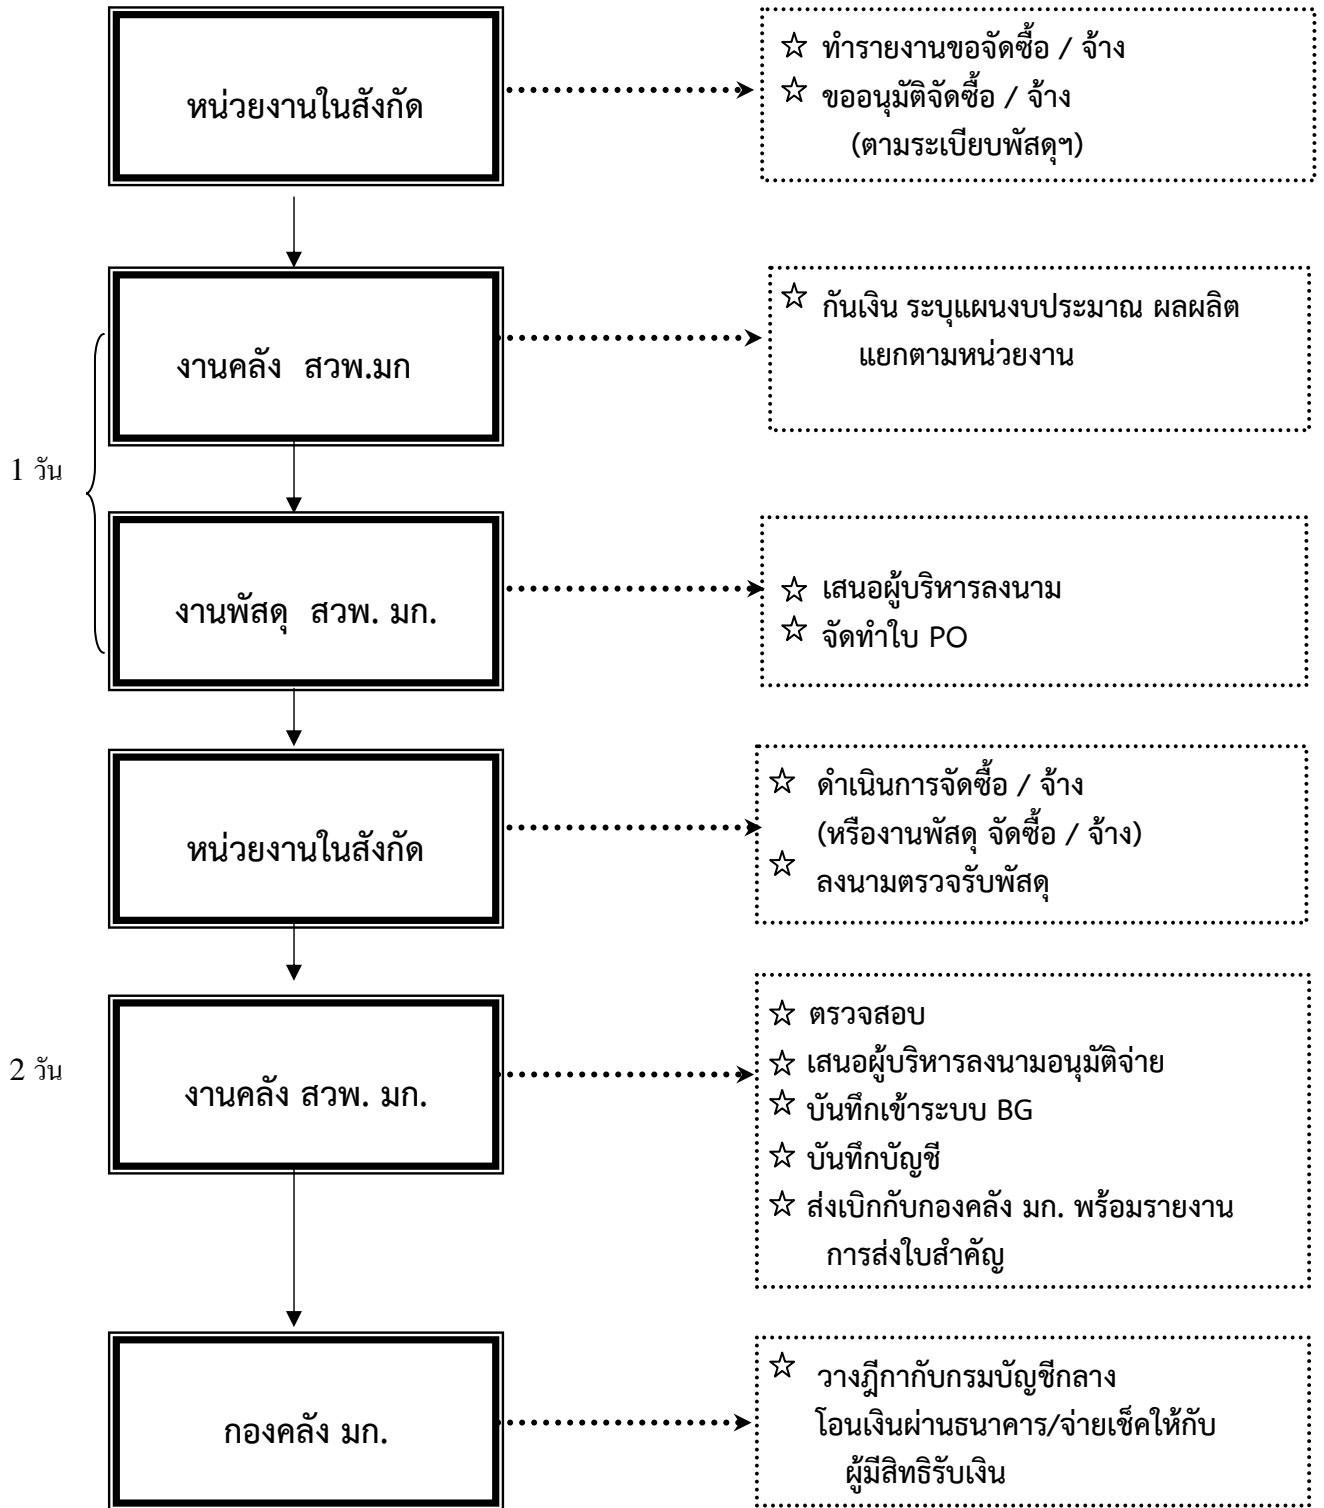 หน่วยงานในสังกัด
☆ ทำรายงานขอจัดซื้อ / จ้าง
☆ ขออนุมัติจัดซื้อ / จ้าง
(ตามระเบียบพัสดุฯ)
1 วัน
งานคลัง สวพ.มก
☆ กันเงิน ระบุแผนงบประมาณ ผลผลิต
แยกตามหน่วยงาน
งานพัสดุ สวพ. มก.
☆ เสนอผู้บริหารลงนาม
☆ จัดทำใบ PO
หน่วยงานในสังกัด
☆ ดำเนินการจัดซื้อ / จ้าง
(หรืองานพัสดุ จัดซื้อ / จ้าง)
☆ ลงนามตรวจรับพัสดุ
2 วัน
งานคลัง สวพ. มก.
☆ ตรวจสอบ
☆ เสนอผู้บริหารลงนามอนุมัติจ่าย
☆ บันทึกเข้าระบบ BG
☆ บันทึกบัญชี
☆ ส่งเบิกกับกองคลัง มก. พร้อมรายงาน
การส่งใบสำคัญ
กองคลัง มก.
☆ วางฎีกากับกรมบัญชีกลาง
โอนเงินผ่านธนาคาร/จ่ายเช็คให้กับ
ผู้มีสิทธิรับเงิน